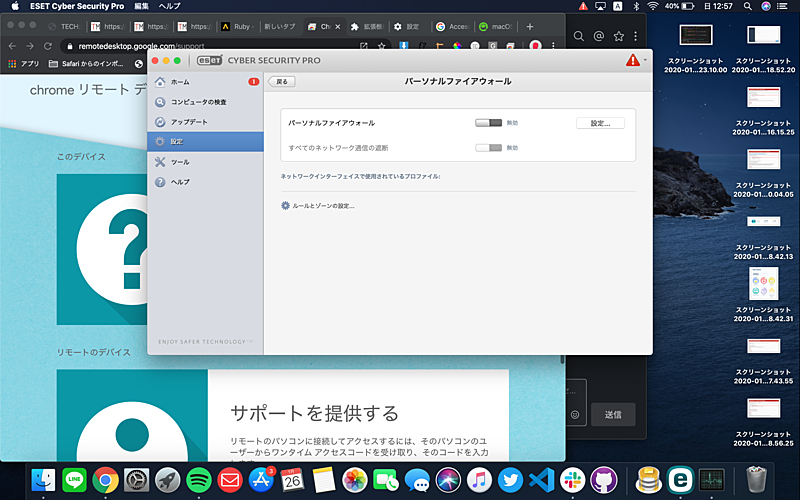 ESET Cyber Security Pro 編集 ヘルプ
40% 日 12:57
TECH: https: https: https: Ruby - 新しいタブ Ch 拡張機 設定 Acces macO
remotedesktop.google.com/support
アプリ Safari からのインポ...
chrome リモート デ
このデバイス
リモートのデバイス
サポートを提供する
リモートのパソコンに接続してアクセスするには、そのパソコンのユ
ーザーからワンタイム アクセスコードを受け取り、そのコードを入力
eset CYBER SECURITY PRO
ホーム 1
コンピュータの検査
アップデート
設定
ツール
ヘルプ
ENJOY SAFER TECHNOLOGY™
戻る パーソナルファイアウォール
パーソナルファイアウォール 無効 設定...
すべてのネットワーク通信の遮断 無効
ネットワークインターフェイスで使用されているプロファイル:
ルールとゾーンの設定...
送信
スクリーンショット
2020-01...23.10.00
スクリーンショット
2020-01...18.52.20
スクリーンショット
2020-01...16.15.25
スクリーンショット
2020-01...0.04.05
スクリーンショット
2020-01...8.42.13
スクリーンショット
2020-01...8.42.31
スクリーンショット
2020-01...7.43.55
スクリーンショット
2020-01...8.56.25
LINE
3
1月
26